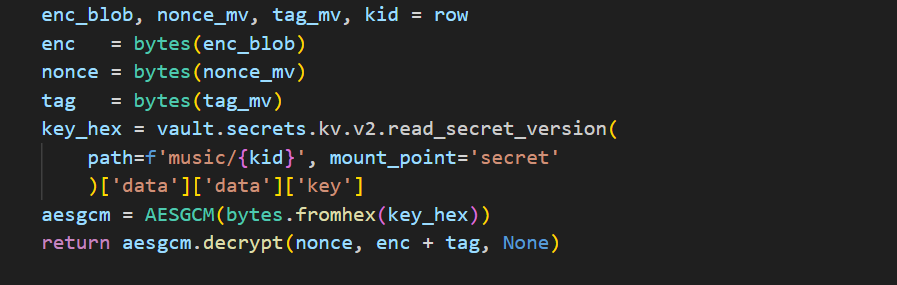 enc_blob, nonce_mv, tag_mv, kid = row
enc   = bytes(enc_blob)
nonce = bytes(nonce_mv)
tag   = bytes(tag_mv)
key_hex = vault.secrets.kv.v2.read_secret_version(
    path=f'music/{kid}', mount_point='secret'
    )['data']['data']['key']
aesgcm = AESGCM(bytes.fromhex(key_hex))
return aesgcm.decrypt(nonce, enc + tag, None)